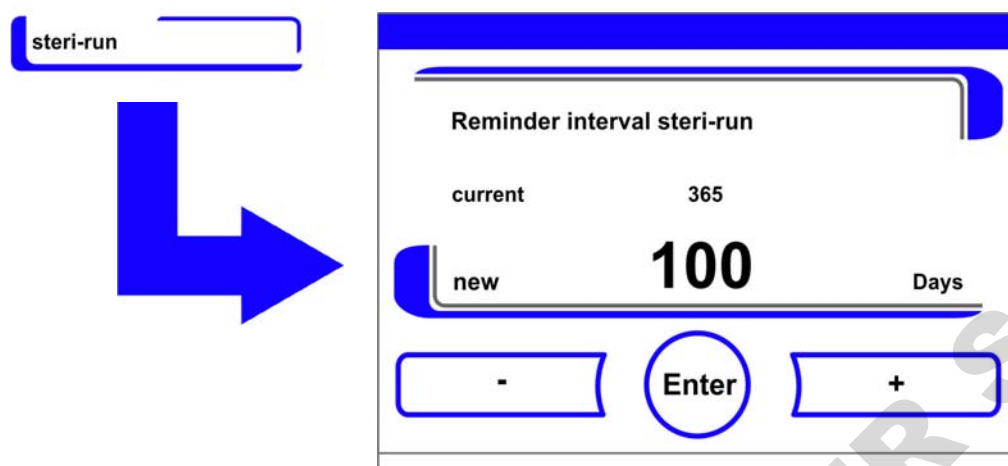 steri-run
Reminder interval steri-run
current 365
new 100 Days
- Enter +